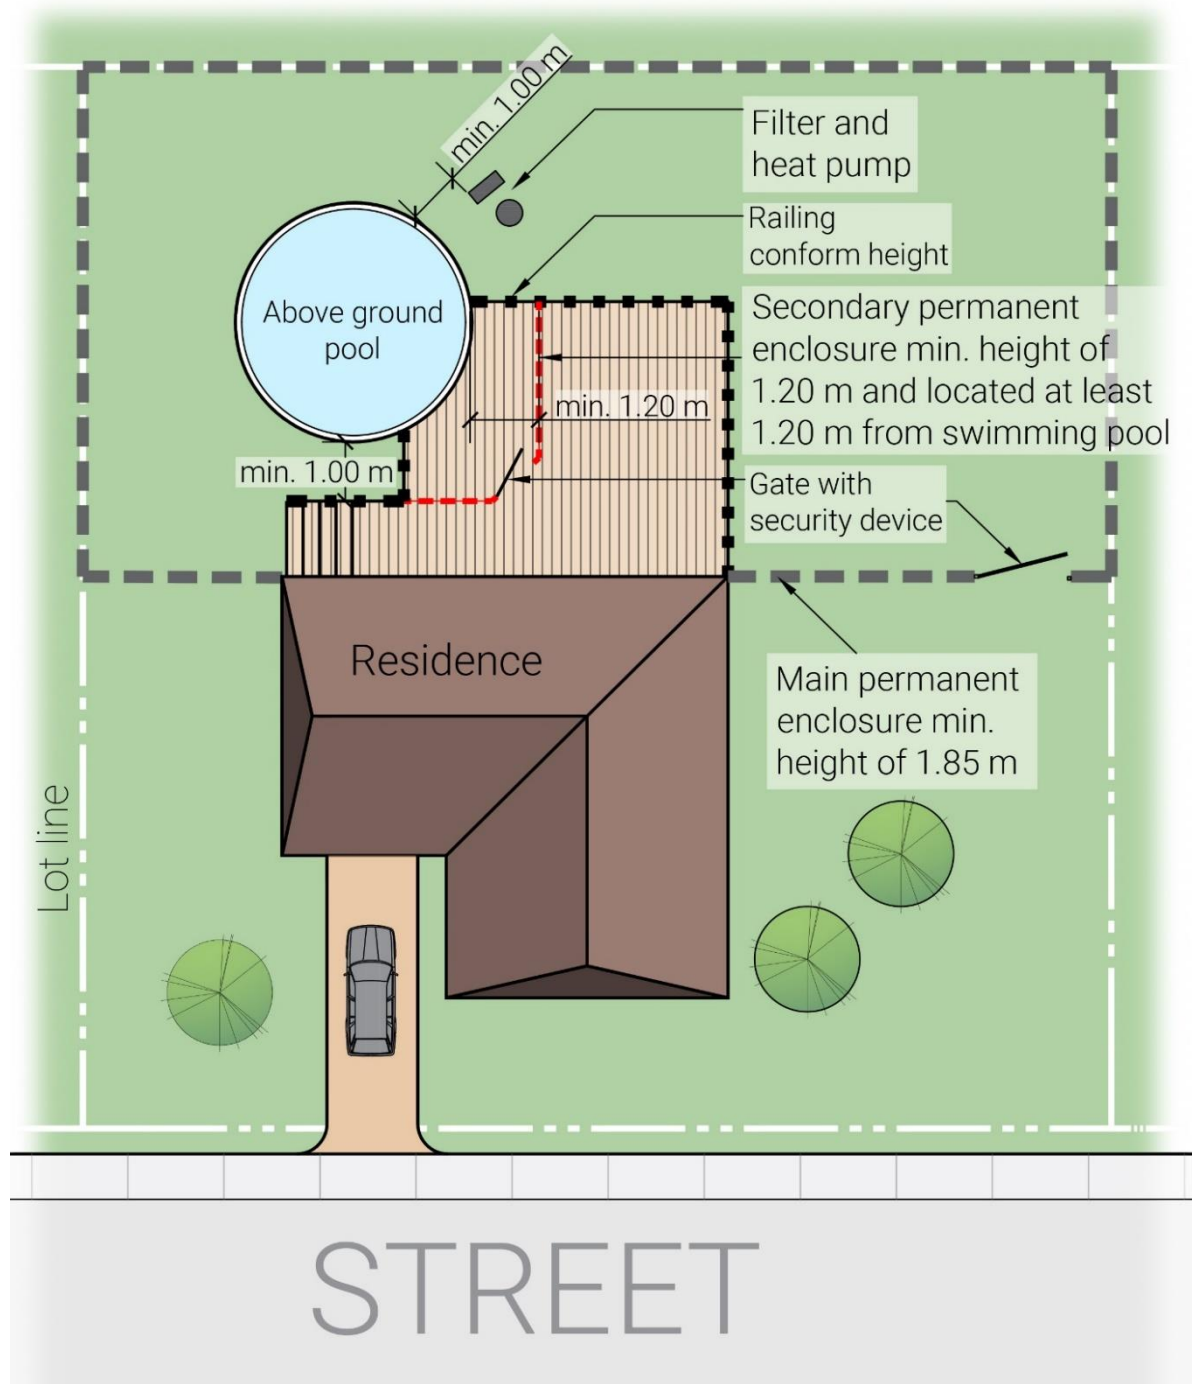 min. 1.00 m
Filter and
heat pump
Railing
conform height
Above ground
pool
Secondary permanent
enclosure min. height of
1.20 m and located at least
1.20 m from swimming pool
min. 1.20 m
min. 1.00 m
Gate with
security device
Residence
Main permanent
enclosure min.
height of 1.85 m
Lot line
STREET